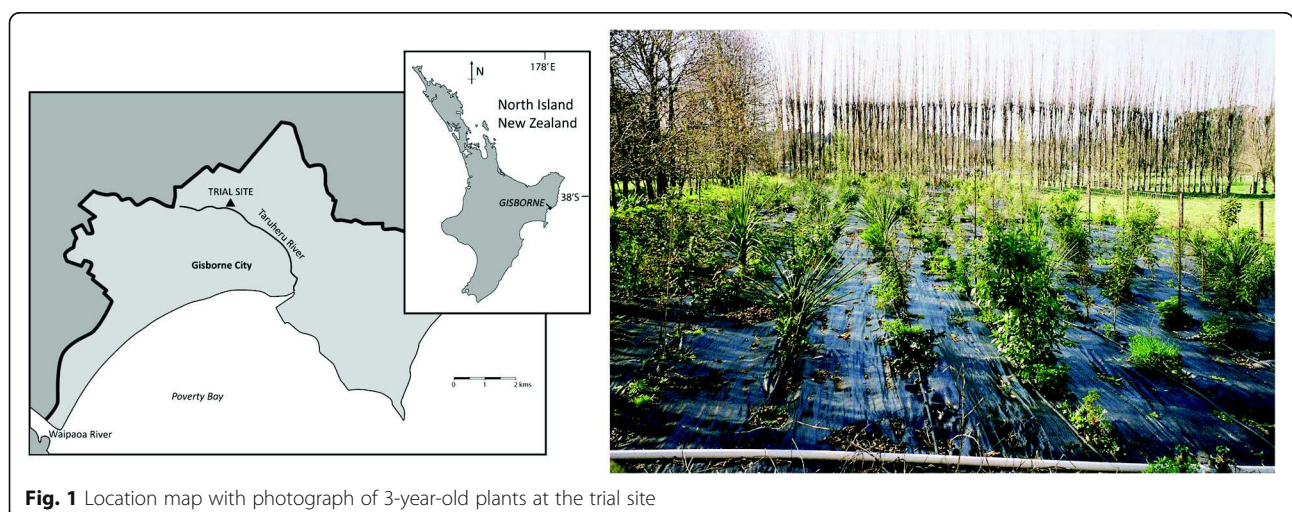 178° E
N
North Island
New Zealand
GISBORNE
38°S
TRIAL SITE
Taruheru River
Gisborne City
0 1 2 kms
Poverty Bay
Waipaoa River
Fig. 1 Location map with photograph of 3-year-old plants at the trial site